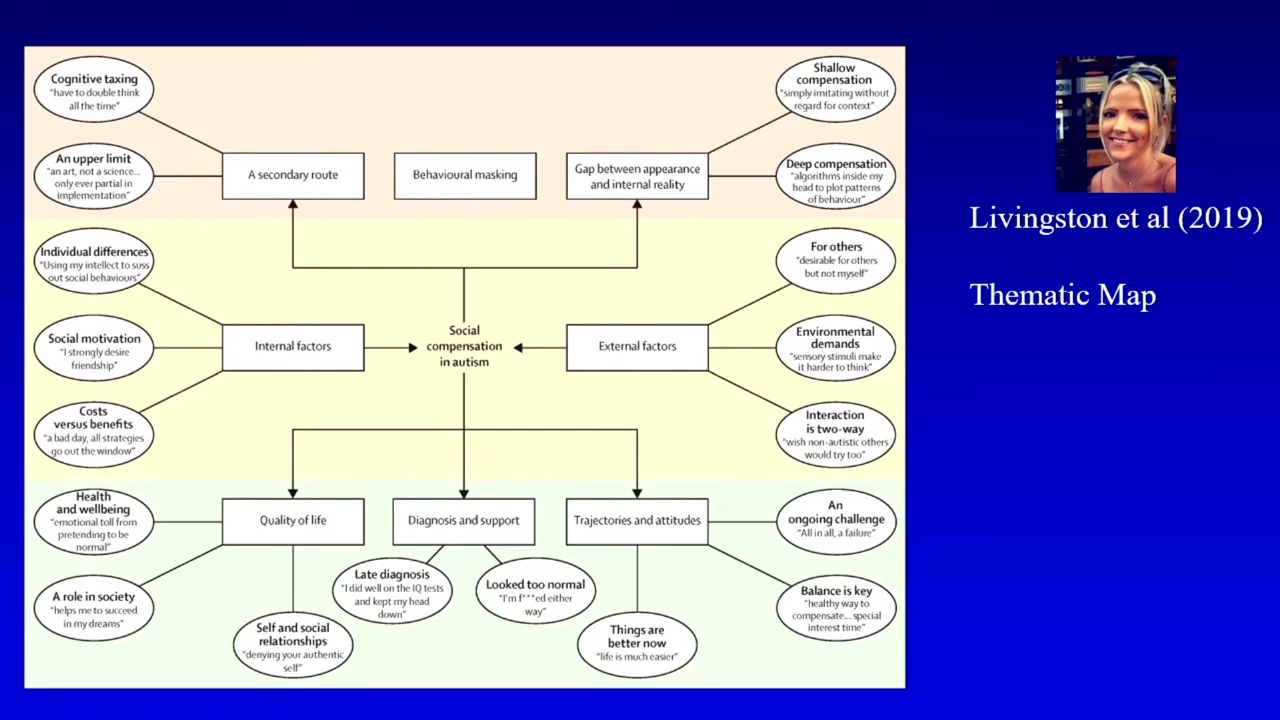 Cognitive taxing
"have to double think
all the time"
An upper limit
"an art, not a science...
only ever partial in
implementation"
A secondary route
Behavioural masking
Gap between appearance
and internal reality
Shallow
compensation
"simply imitating without
regard for context"
Deep compensation
"algorithms inside my
head to plot patterns
of behaviour"
Individual differences
"Using my intellect to suss
out social behaviours"
Social motivation
"I strongly desire
friendship"
Costs
versus benefits
"a bad day, all strategies
go out the window"
Internal factors
Social
compensation
in autism
External factors
For others
"desirable for others
but not myself"
Environmental
demands
"sensory stimuli make
it harder to think"
Interaction
is two-way
"wish non-autistic others
would try too"
Health
and wellbeing
"emotional toll from
pretending to be
normal"
A role in society
"helps me to succeed
in my dreams"
Quality of life
Self and social
relationships
"denying your authentic
self"
Diagnosis and support
Late diagnosis
"I did well on the IQ tests
and kept my head
down"
Looked too normal
"I'm f***ed either
way"
Trajectories and attitudes
Things are
better now
"life is much easier"
An
ongoing challenge
"All in all, a failure"
Balance is key
"healthy way to
compensate... special
interest time"
Livingston et al (2019)
Thematic Map